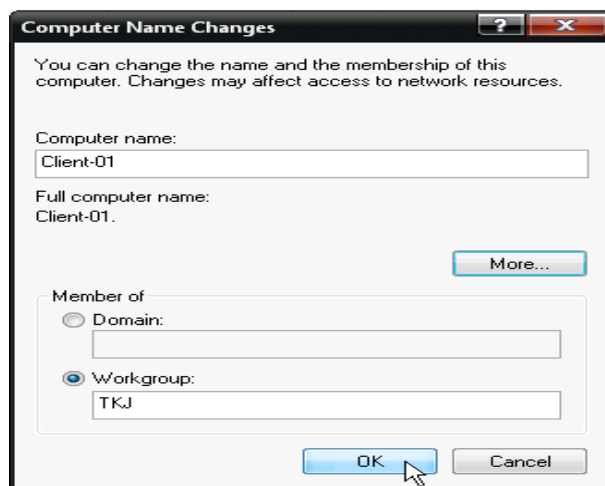 Computer Name Changes
?
You can change the name and the membership of this
computer. Changes may affect access to network resources.
Computer name:
Client-01
Full computer name:
Client-01.
More...
Member of
Domain:
Workgroup:
TKJ
OK
Cancel